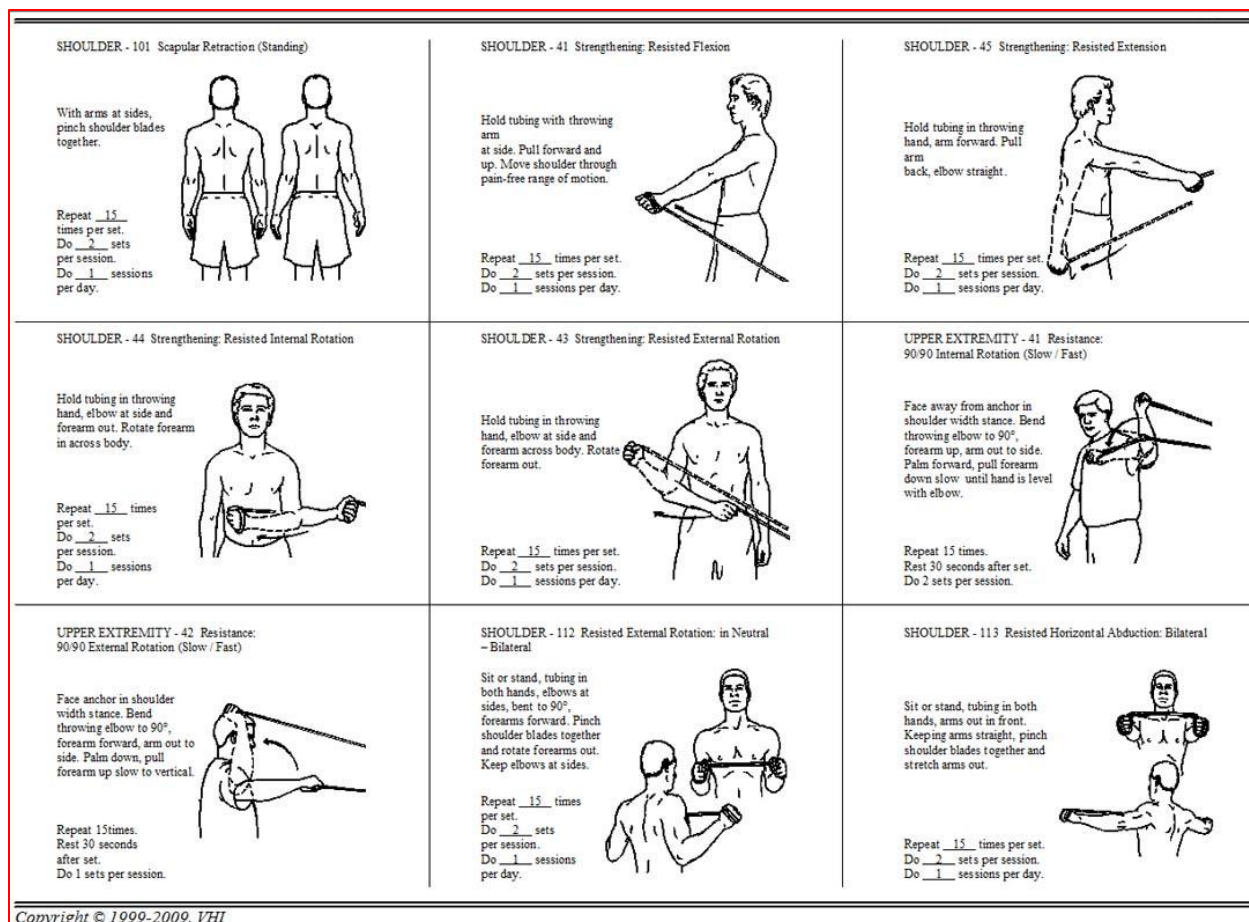 SHOULDER - 101 Scapular Retraction (Standing)
With arms at sides,
pinch shoulder blades
together.
Repeat 15
times per set.
Do 2 sets
per session.
Do 1 sessions
per day.
SHOULDER - 41 Strengthening: Resisted Flexion
Hold tubing with throwing
arm
at side. Pull forward and
up. Move shoulder through
pain-free range of motion.
Repeat 15 times per set.
Do 2 sets per session.
Do 1 sessions per day.
SHOULDER - 45 Strengthening: Resisted Extension
Hold tubing in throwing
hand, arm forward. Pull
arm
back, elbow straight.
Repeat 15 times per set.
Do 2 sets per session.
Do 1 sessions per day.
SHOULDER - 44 Strengthening: Resisted Internal Rotation
Hold tubing in throwing
hand, elbow at side and
forearm out. Rotate forearm
in across body.
Repeat 15 times
per set.
Do 2 sets
per session.
Do 1 sessions
per day.
SHOULDER - 43 Strengthening: Resisted External Rotation
Hold tubing in throwing
hand, elbow at side and
forearm across body. Rotate
forearm out.
Repeat 15 times per set.
Do 2 sets per session.
Do 1 sessions per day.
UPPER EXTREMITY - 41 Resistance:
90/90 Internal Rotation (Slow / Fast)
Face away from anchor in
shoulder width stance. Bend
throwing elbow to 90°,
forearm up, arm out to side.
Palm forward, pull forearm
down slow until hand is level
with elbow.
Repeat 15 times.
Rest 30 seconds after set.
Do 2 sets per session.
UPPER EXTREMITY - 42 Resistance:
90/90 External Rotation (Slow / Fast)
Face anchor in shoulder
width stance. Bend
throwing elbow to 90°,
forearm forward, arm out to
side. Palm down, pull
forearm up slow to vertical.
Repeat 15times.
Rest 30 seconds
after set.
Do 1 sets per session.
SHOULDER - 112 Resisted External Rotation: in Neutral
– Bilateral
Sit or stand, tubing in
both hands, elbows at
sides, bent to 90°,
forearms forward. Pinch
shoulder blades together
and rotate forearms out.
Keep elbows at sides.
Repeat 15 times
per set.
Do 2 sets
per session.
Do 1 sessions
per day.
SHOULDER - 113 Resisted Horizontal Abduction: Bilateral
Sit or stand, tubing in both
hands, arms out in front.
Keeping arms straight, pinch
shoulder blades together and
stretch arms out.
Repeat 15 times per set.
Do 2 sets per session.
Do 1 sessions per day.
Copyright © 1999-2009, VHI